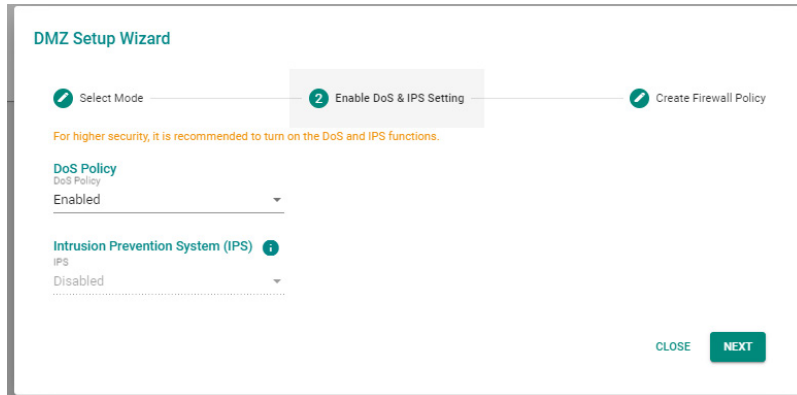 DMZ Setup Wizard
Select Mode
2 Enable DoS & IPS Setting
Create Firewall Policy
For higher security, it is recommended to turn on the DoS and IPS functions.
DoS Policy
DoS Policy
Enabled
Intrusion Prevention System (IPS) i
IPS
Disabled
CLOSE NEXT